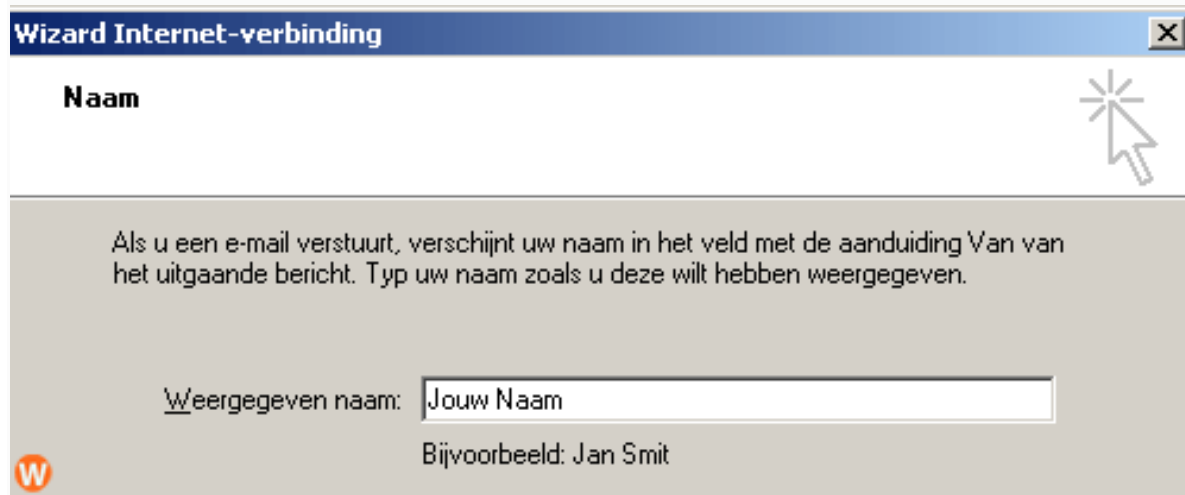 Wizard Internet-verbinding
Naam
Als u een e-mail verstuurt, verschijnt uw naam in het veld met de aanduiding Van van
het uitgaande bericht. Typ uw naam zoals u deze wilt hebben weergegeven.
Weergegeven naam: Jouw Naam
Bijvoorbeeld: Jan Smit
W